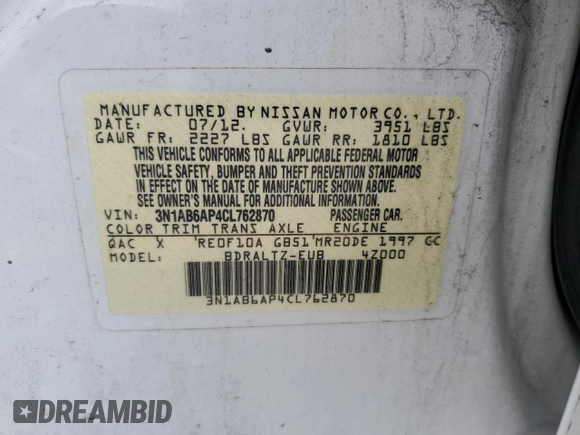 MANUFACTURED BY NISSAN MOTOR CO., LTD.
DATE: 07/12. GVWR: 3951 LBS
GAWR FR: 2227 LBS GAWR RR: 1810 LBS
THIS VEHICLE CONFORMS TO ALL APPLICABLE FEDERAL MOTOR
VEHICLE SAFETY, BUMPER AND THEFT PREVENTION STANDARDS
IN EFFECT ON THE DATE OF MANUFACTURE SHOWN ABOVE.
SEE OWNER'S MANUAL FOR ADDITIONAL INFORMATION.
VIN: 3N1AB6AP4CL762870 PASSENGER CAR.
COLOR TRIM TRANS AXLE ENGINE
QAC X 'RE0F10A GB51'MR20DE 1997 CC
MODEL: BDRALTZ-EUB 4Z000
3N1AB6AP4CL762870
DREAMBID